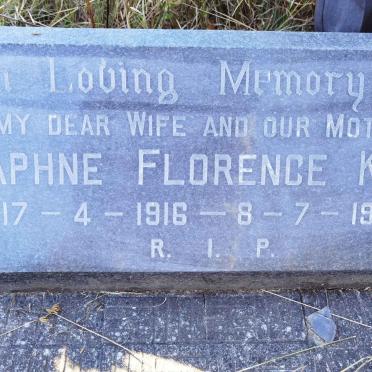 n Loving Memory
MY DEAR WIFE AND OUR MOT
APHNE FLORENCE K
17 - 4 - 1916 - 8 - 7 - 19
R. I. P.